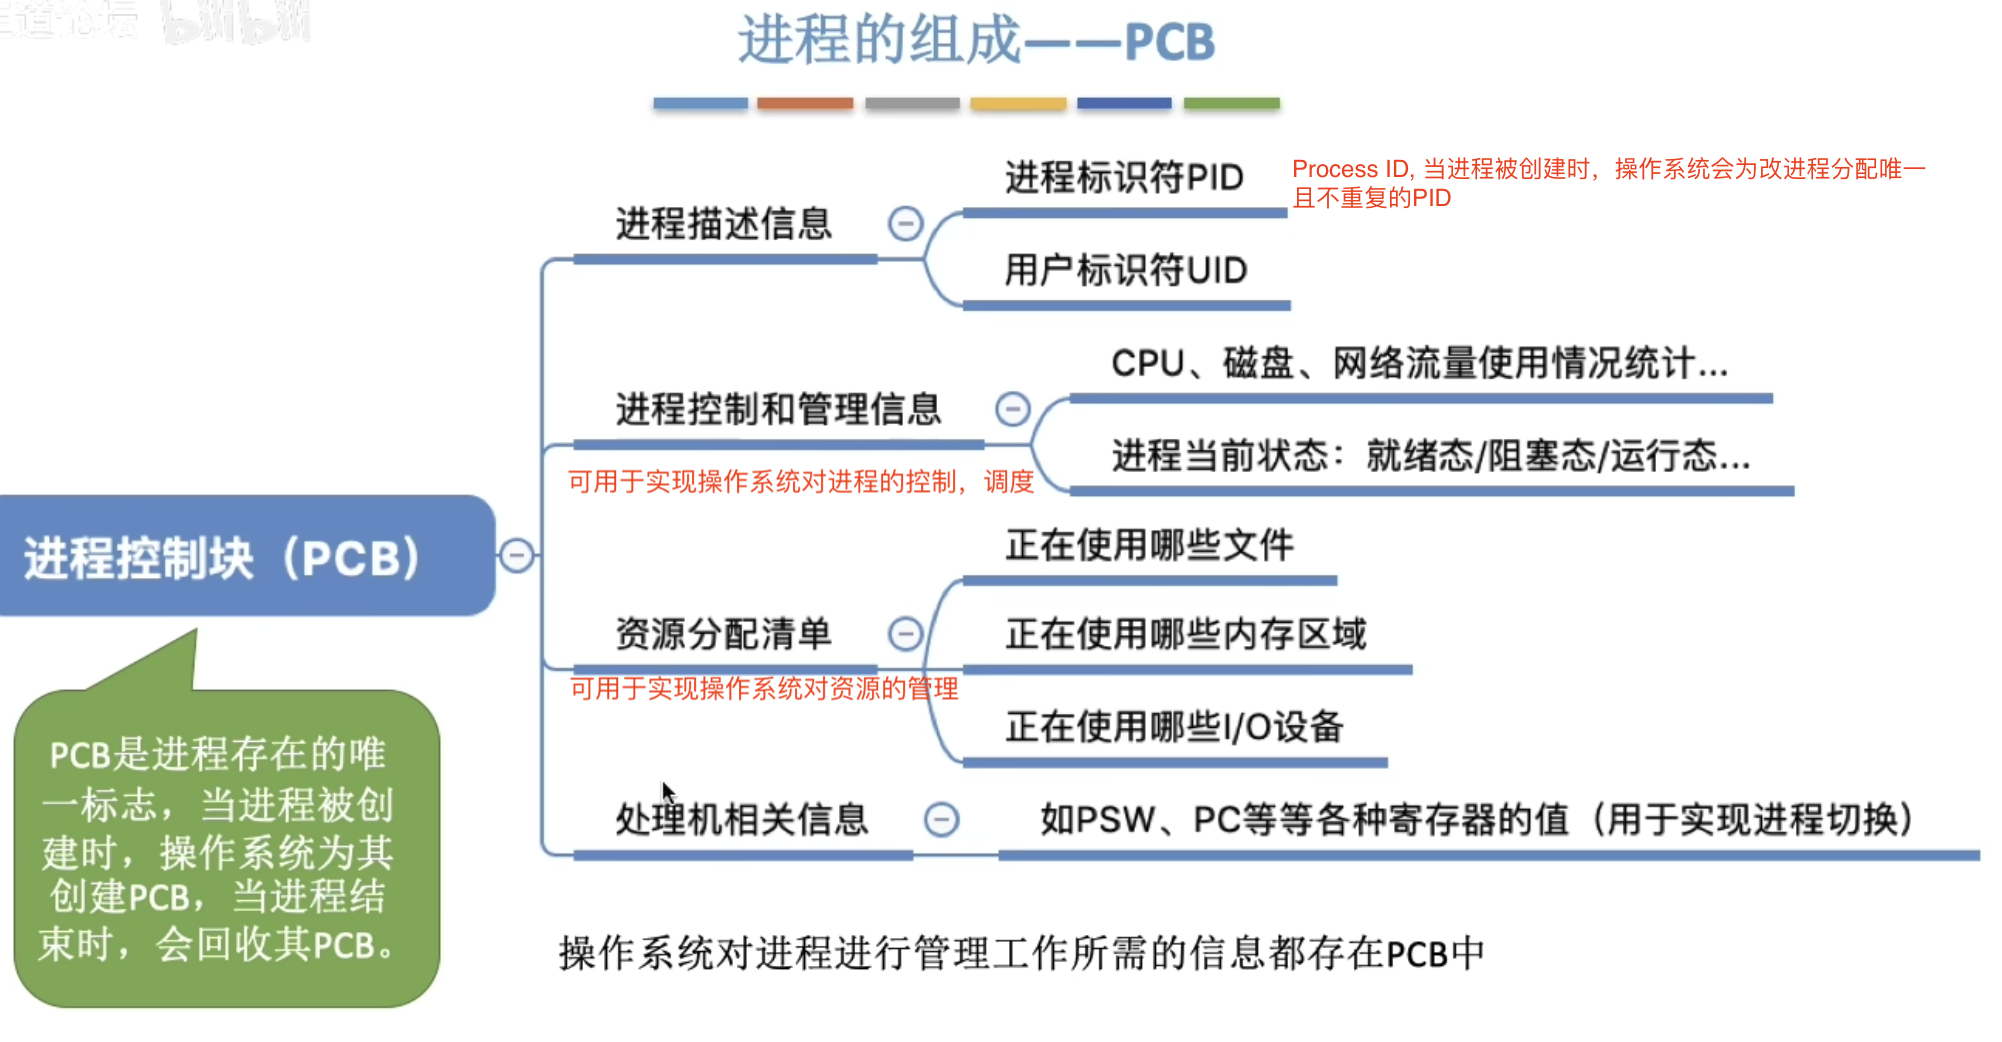 道论坛 bilibili
进程的组成——PCB
进程标识符PID
Process ID, 当进程被创建时，操作系统会为改进程分配唯一
且不重复的PID
进程描述信息
用户标识符UID
CPU、磁盘、网络流量使用情况统计...
进程控制和管理信息
进程当前状态：就绪态/阻塞态/运行态...
可用于实现操作系统对进程的控制，调度
进程控制块（PCB）
正在使用哪些文件
资源分配清单
正在使用哪些内存区域
可用于实现操作系统对资源的管理
正在使用哪些I/O设备
处理机相关信息
如PSW、PC等等各种寄存器的值（用于实现进程切换）
PCB是进程存在的唯
一标志，当进程被创
建时，操作系统为其
创建PCB，当进程结
束时，会回收其PCB。
操作系统对进程进行管理工作所需的信息都存在PCB中